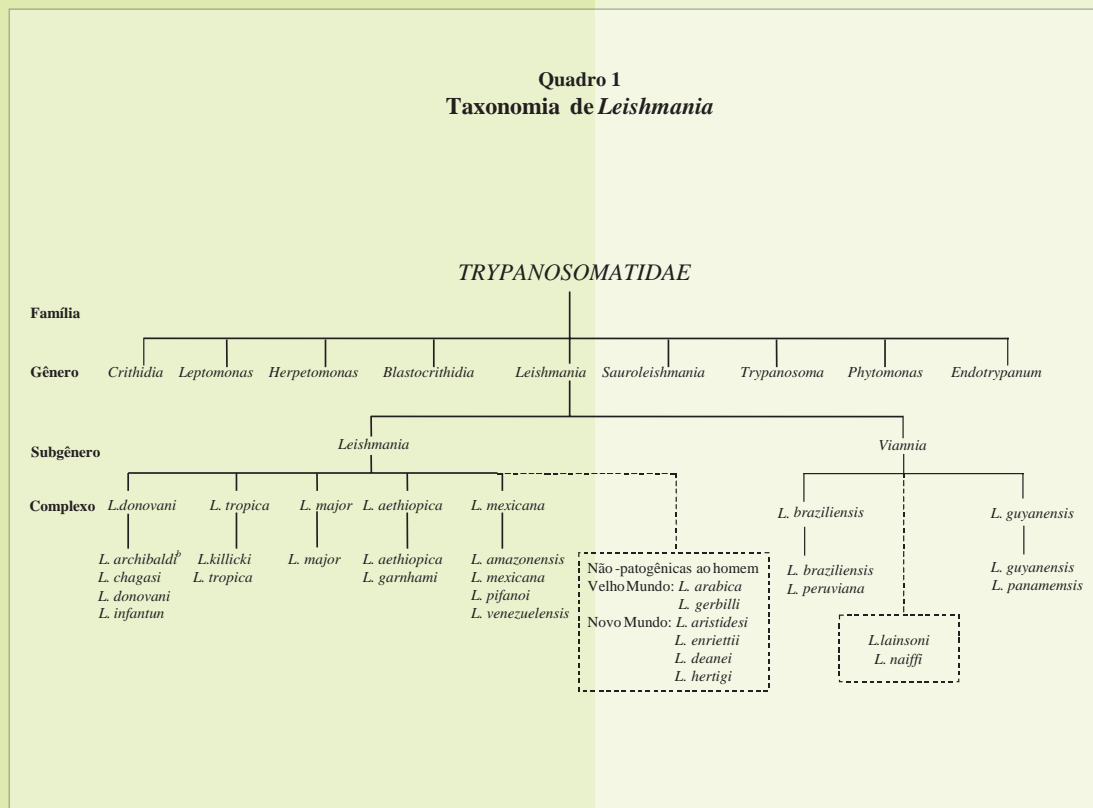 Quadro 1
Taxonomia de Leishmania
TRYPANOSOMATIDAE
Família
Gênero Crithidia Leptomonas Herpetomonas Blastocrithidia Leishmania Sauroleishmania Trypanosoma Phytomonas Endotrypanum
Subgênero Leishmania Viannia
Complexo L.donovani L. tropica L. major L. aethiopica L. mexicana L. braziliensis L. guyanensis
L. archibaldi b
L. chagasi
L. donovani
L. infantun
L.killicki
L. tropica
L. major
L. aethiopica
L. garnhami
L. amazonensis
L. mexicana
L. pifanoi
L. venezuelensis
Não-patogênicas ao homem
Velho Mundo: L. arabica
L. gerbilli
Novo Mundo: L. aristidesi
L. enriettii
L. deanei
L. hertigi
L. braziliensis
L. peruviana
L.lainsoni
L. naiffi
L. guyanensis
L. panamemsis